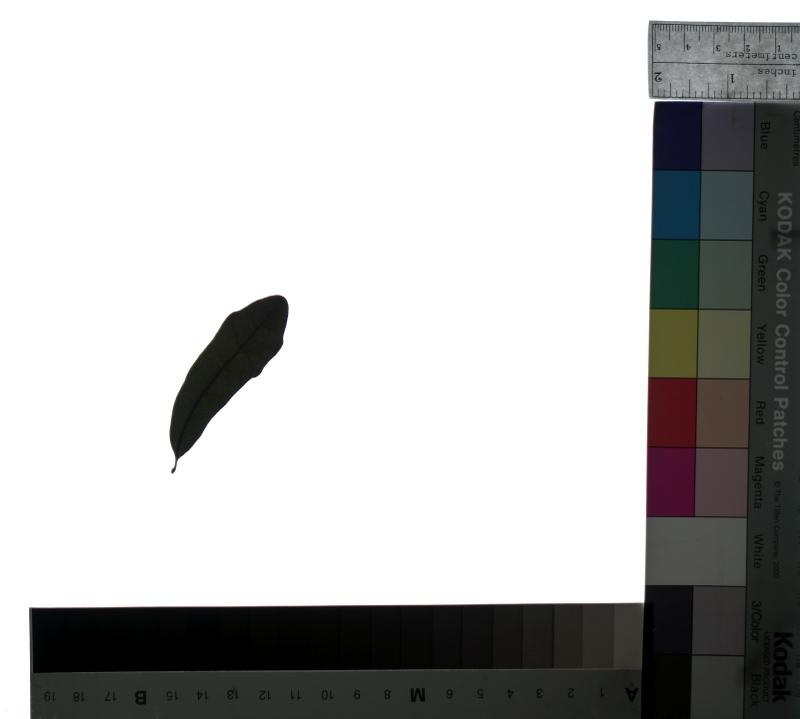 5 4 3 2 1
centimeters
2 1
inches
Centimetres
Blue
Cyan
Green
Yellow
Red
Magenta
White
3/Color
Black
KODAK Color Control Patches
© The Tiffen Company, 2000
Kodak
LICENSED PRODUCT
A 1 2 3 4 5 6 M 8 9 10 11 12 13 14 15 B 17 18 19